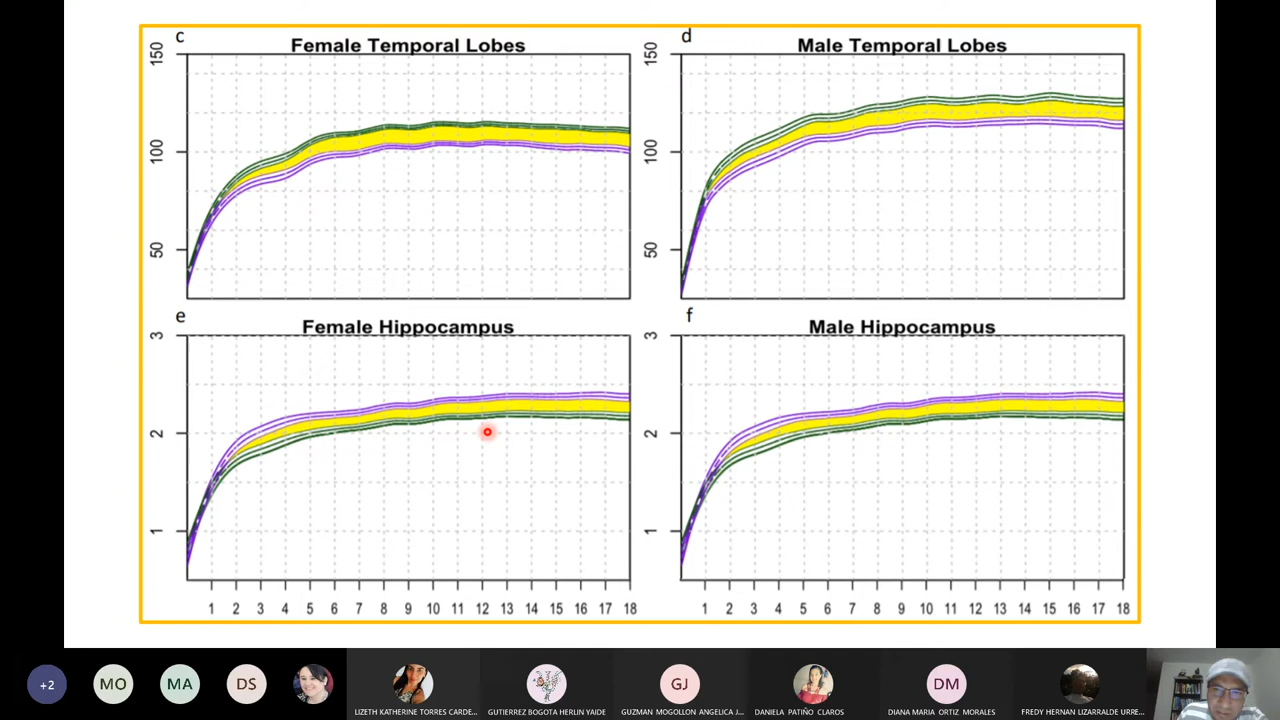 c
Female Temporal Lobes
d
Male Temporal Lobes
150
100
50
150
100
50
e
Female Hippocampus
f
Male Hippocampus
3
2
1
3
2
1
1 2 3 4 5 6 7 8 9 10 11 12 13 14 15 16 17 18
1 2 3 4 5 6 7 8 9 10 11 12 13 14 15 16 17 18
+2
MO
MA
DS
GJ
DM
LIZETH KATHERINE TORRES CARDE...
GUTIERREZ BOGOTA HERLIN YAIDE
GUZMAN MOGOLLON ANGELICA J...
DANIELA PATIÑO CLAROS
DIANA MARIA ORTIZ MORALES
FREDY HERNAN LIZARRALDE URRE...